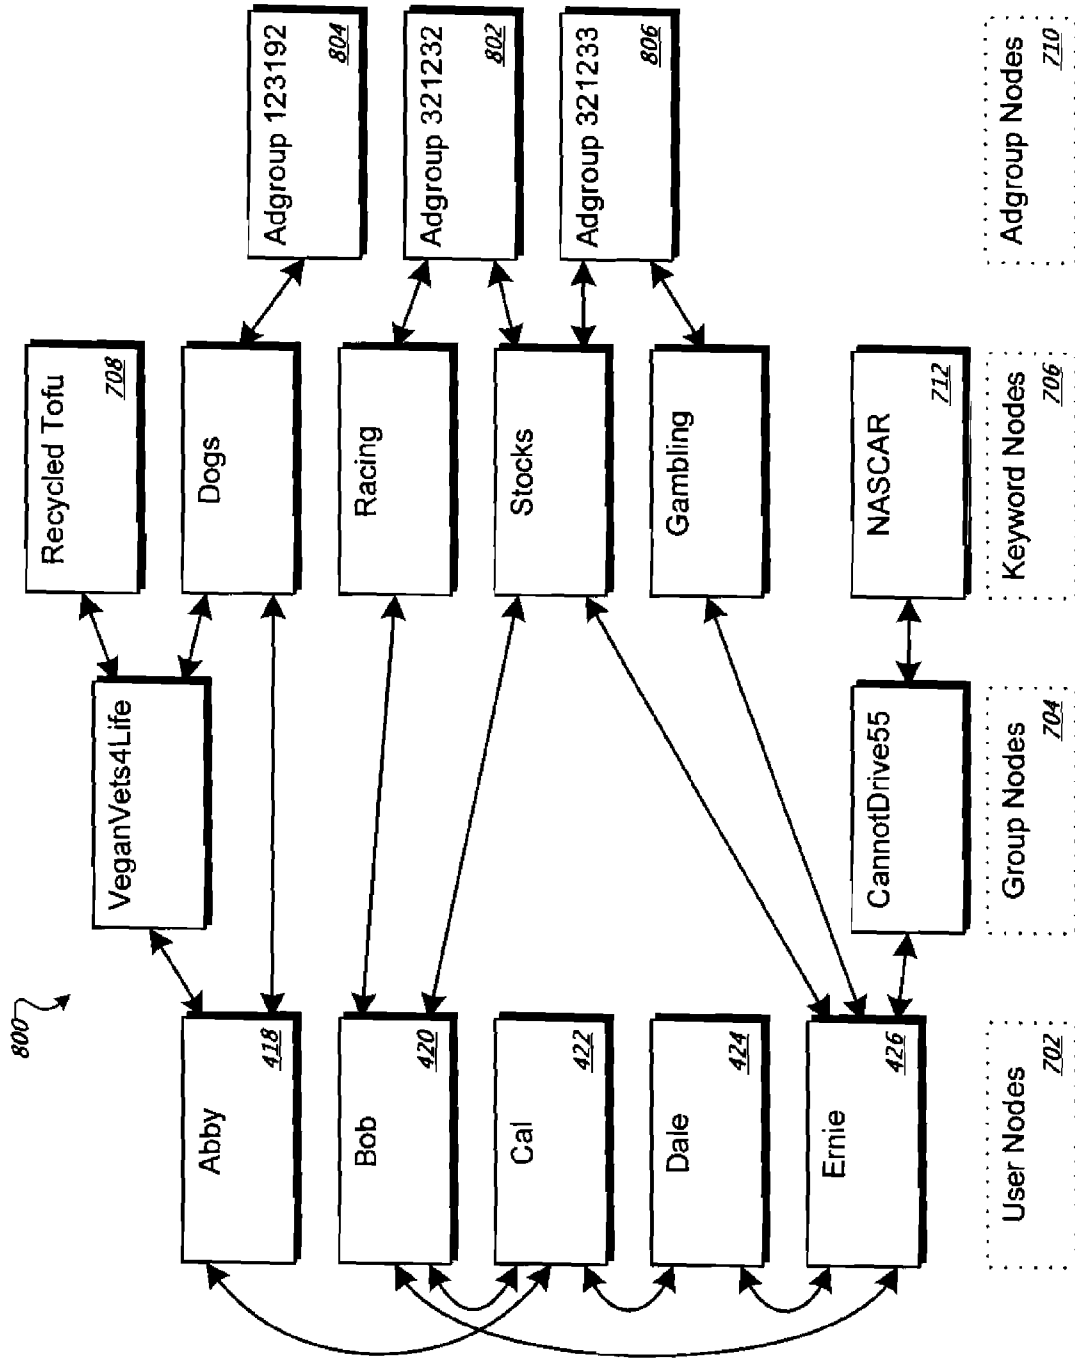 800
Abby
418
Bob
420
Cal
422
Dale
424
Ernie
426
User Nodes
702
VeganVets4Life
CannotDrive55
Group Nodes
704
Recycled Tofu
708
Dogs
Racing
Stocks
Gambling
NASCAR
712
Keyword Nodes
706
Adgroup 123192
804
Adgroup 321232
802
Adgroup 321233
806
Adgroup Nodes
710